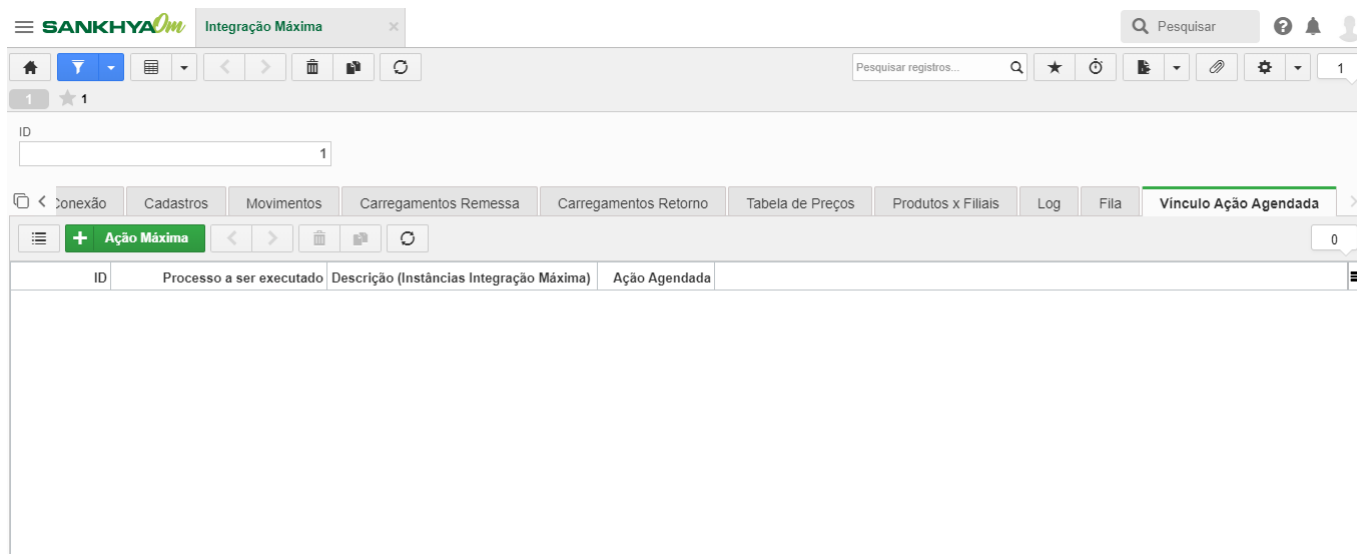 SANKHYA Om Integração Máxima Pesquisar
Pesquisar registros... 1
1 1
ID
1
Conexão Cadastros Movimentos Carregamentos Remessa Carregamentos Retorno Tabela de Preços Produtos x Filiais Log Fila Vínculo Ação Agendada
Ação Máxima 0
ID Processo a ser executado Descrição (Instâncias Integração Máxima) Ação Agendada